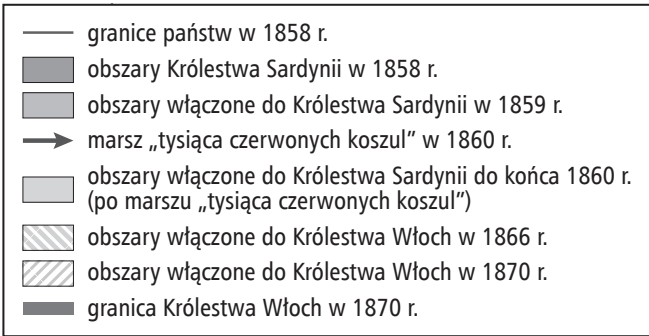 granice państw w 1858 r.
obszary Królestwa Sardynii w 1858 r.
obszary włączone do Królestwa Sardynii w 1859 r.
marsz „tysiąca czerwonych koszul” w 1860 r.
obszary włączone do Królestwa Sardynii do końca 1860 r.
(po marszu „tysiąca czerwonych koszul”)
obszary włączone do Królestwa Włoch w 1866 r.
obszary włączone do Królestwa Włoch w 1870 r.
granica Królestwa Włoch w 1870 r.